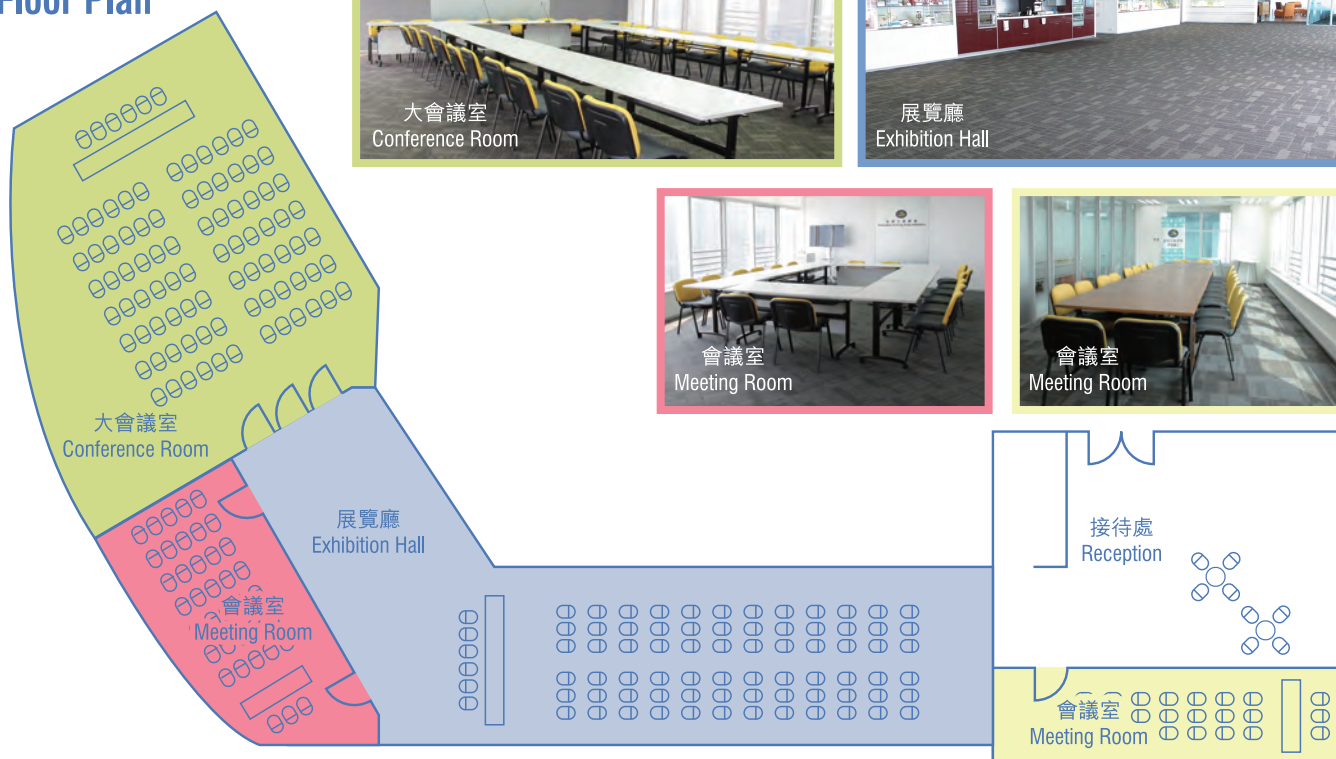 Floor Plan
大會議室
Conference Room
展覽廳
Exhibition Hall
會議室
Meeting Room
會議室
Meeting Room
大會議室
Conference Room
展覽廳
Exhibition Hall
接待處
Reception
會議室
Meeting Room
會議室
Meeting Room